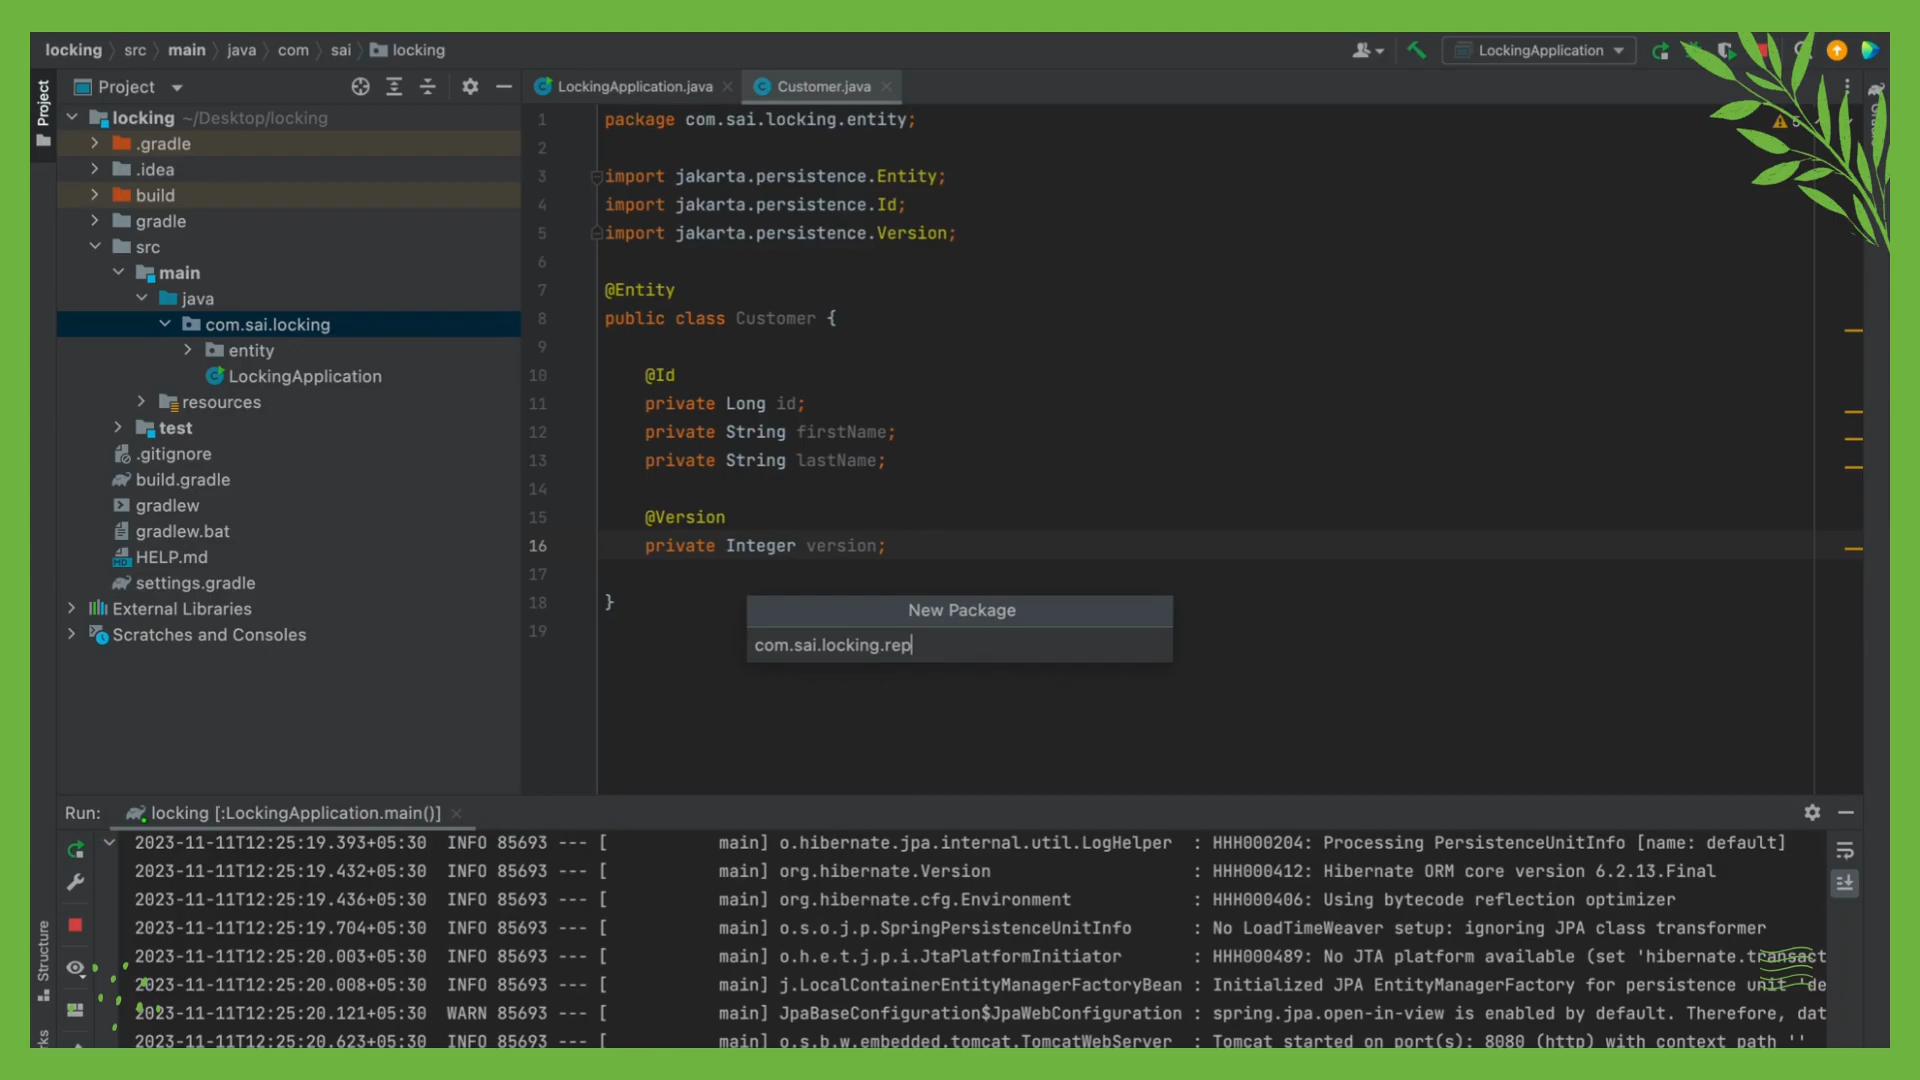 locking src main java com sai locking
LockingApplication
Project
Project
locking ~/Desktop/locking
.gradle
.idea
build
gradle
src
main
java
com.sai.locking
entity
LockingApplication
resources
test
.gitignore
build.gradle
gradlew
gradlew.bat
HELP.md
settings.gradle
External Libraries
Scratches and Consoles
LockingApplication.java
Customer.java
1 package com.sai.locking.entity;
2
3 import jakarta.persistence.Entity;
4 import jakarta.persistence.Id;
5 import jakarta.persistence.Version;
6
7 @Entity
8 public class Customer {
9
10 @Id
11 private Long id;
12 private String firstName;
13 private String lastName;
14
15 @Version
16 private Integer version;
17
18 }
19
New Package
com.sai.locking.rep
Run: locking [:LockingApplication.main()]
2023-11-11T12:25:19.393+05:30 INFO 85693 --- [ main] o.hibernate.jpa.internal.util.LogHelper : HHH000204: Processing PersistenceUnitInfo [name: default]
2023-11-11T12:25:19.432+05:30 INFO 85693 --- [ main] org.hibernate.Version : HHH000412: Hibernate ORM core version 6.2.13.Final
2023-11-11T12:25:19.436+05:30 INFO 85693 --- [ main] org.hibernate.cfg.Environment : HHH000406: Using bytecode reflection optimizer
2023-11-11T12:25:19.704+05:30 INFO 85693 --- [ main] o.s.o.j.p.SpringPersistenceUnitInfo : No LoadTimeWeaver setup: ignoring JPA class transformer
2023-11-11T12:25:20.003+05:30 INFO 85693 --- [ main] o.h.e.t.j.p.i.JtaPlatformInitiator : HHH000489: No JTA platform available (set 'hibernate.transact
2023-11-11T12:25:20.008+05:30 INFO 85693 --- [ main] j.LocalContainerEntityManagerFactoryBean : Initialized JPA EntityManagerFactory for persistence unit 'de
2023-11-11T12:25:20.121+05:30 WARN 85693 --- [ main] JpaBaseConfiguration$JpaWebConfiguration : spring.jpa.open-in-view is enabled by default. Therefore, dat
2023-11-11T12:25:20.623+05:30 INFO 85693 --- [ main] o.s.b.w.embedded.tomcat.TomcatWebServer : Tomcat started on port(s): 8080 (http) with context path ''
Structure